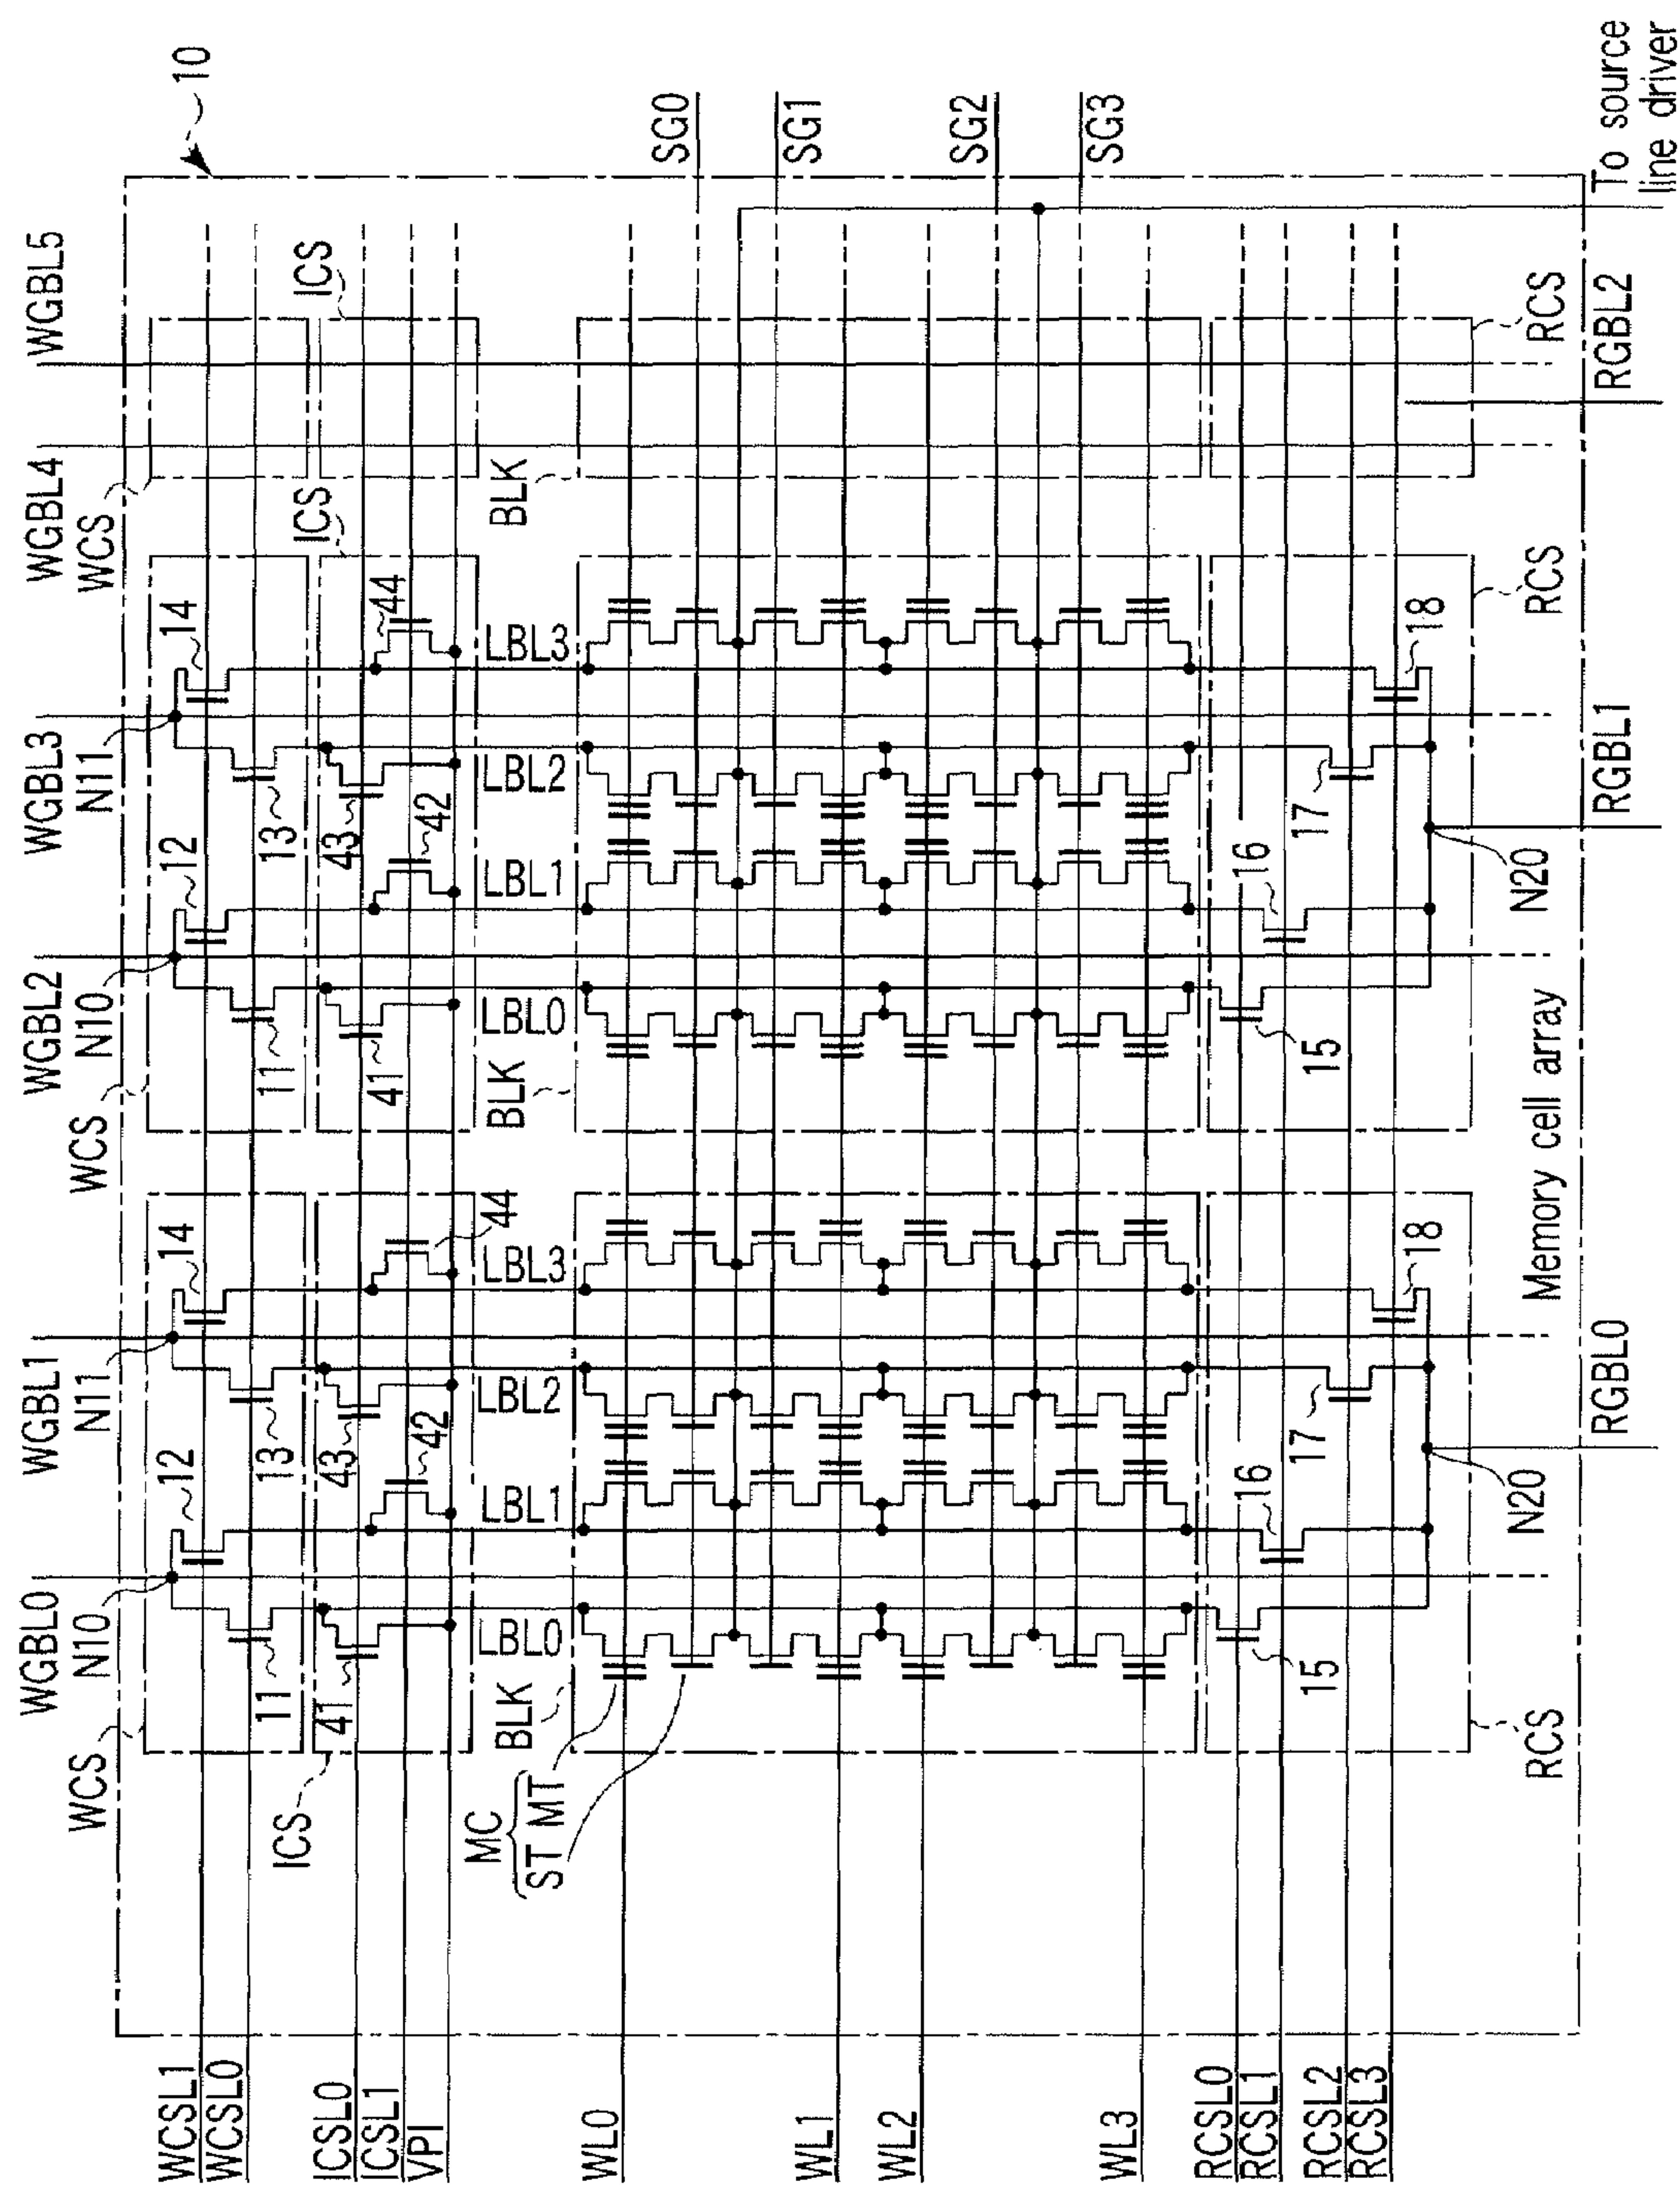 WGBL0
N10
WGBL1
N11
WGBL2
N10
WGBL3
N11
WGBL4
WGBL5
10
WCS
WCS
WCS
WCSL1
WCSL0
12
14
12
14
11
13
11
13
ICSL0
ICSL1
VPI
ICS
ICS
ICS
41
43
42
44
41
43
42
44
LBL0
LBL1
LBL2
LBL3
LBL0
LBL1
LBL2
LBL3
BLK
BLK
BLK
MC
ST MT
WL0
WL1
WL2
WL3
SG0
SG1
SG2
SG3
RCSL0
RCSL1
RCSL2
RCSL3
15
16
17
18
15
16
17
18
N20
N20
RCS
RCS
RCS
Memory cell array
RGBL0
RGBL1
RGBL2
To source
line driver